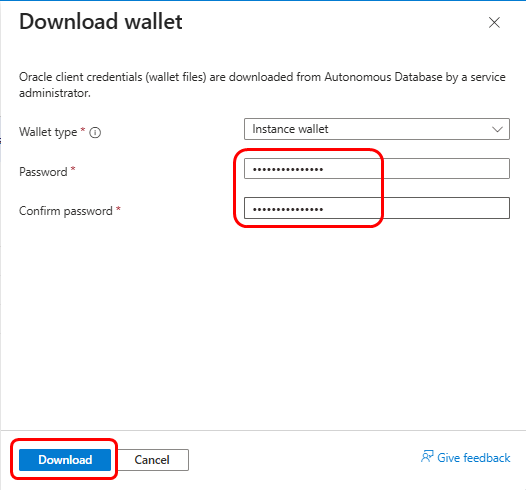 Download wallet
Oracle client credentials (wallet files) are downloaded from Autonomous Database by a service
administrator.
Wallet type *
Instance wallet
Password *
•••••••••••••••
Confirm password *
•••••••••••••••
Download
Cancel
Give feedback